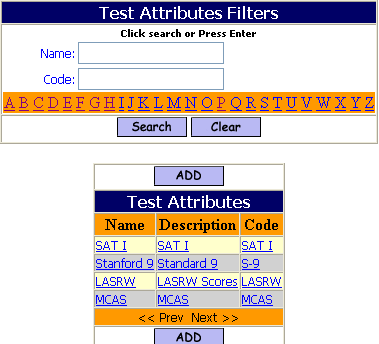 Test Attributes Filters
Click search or Press Enter
Name:
Code:
A B C D E F G H I J K L M N O P Q R S T U V W X Y Z
Search Clear
ADD
Test Attributes
Name Description Code
SAT I SAT I SAT I
Stanford 9 Standard 9 S-9
LASRW LASRW Scores LASRW
MCAS MCAS MCAS
<< Prev Next >>
ADD